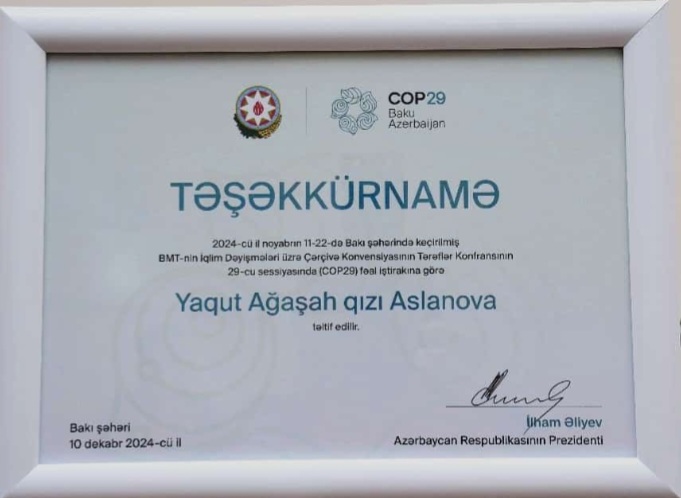 COP29
Baku
Azerbaijan
TƏŞƏKKÜRNAMƏ
2024-cü il noyabrın 11-22-də Bakı şəhərində keçirilmiş
BMT-nin İqlim Dəyişmələri üzrə Çərçivə Konvensiyasının Tərəflər Konfransının
29-cu sessiyasında (COP29) fəal iştirakına görə
Yaqut Ağaşah qızı Aslanova
təltif edilir.
İlham Əliyev
Azərbaycan Respublikasının Prezidenti
Bakı şəhəri
10 dekabr 2024-cü il